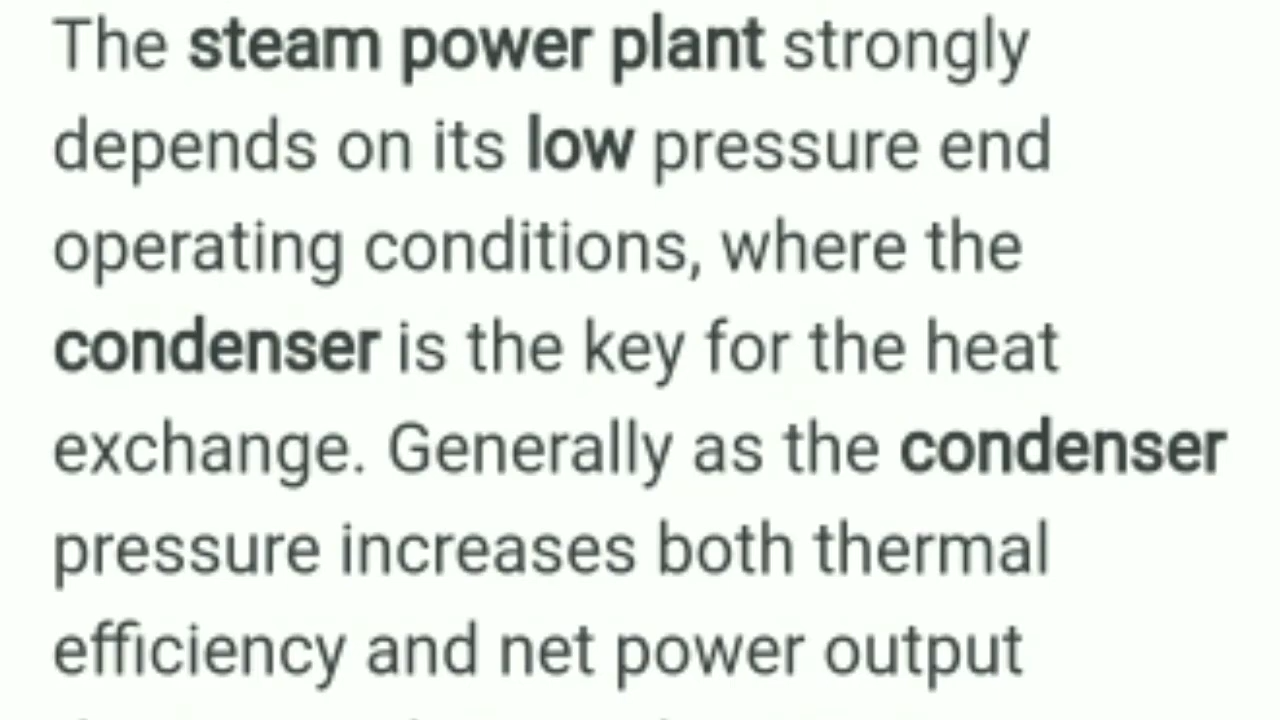 The steam power plant strongly
depends on its low pressure end
operating conditions, where the
condenser is the key for the heat
exchange. Generally as the condenser
pressure increases both thermal
efficiency and net power output